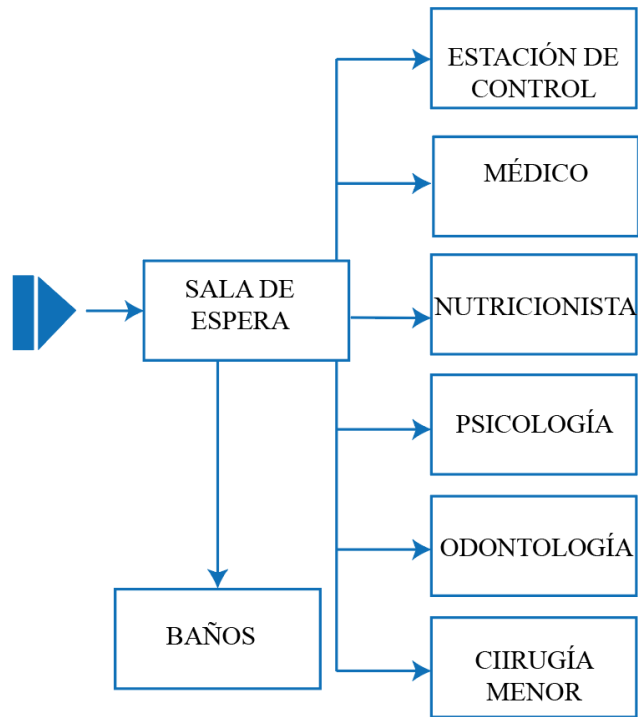 ESTACIÓN DE
CONTROL
MÉDICO
SALA DE
ESPERA
NUTRICIONISTA
PSICOLOGÍA
ODONTOLOGÍA
BAÑOS
CIIRUGÍA
MENOR